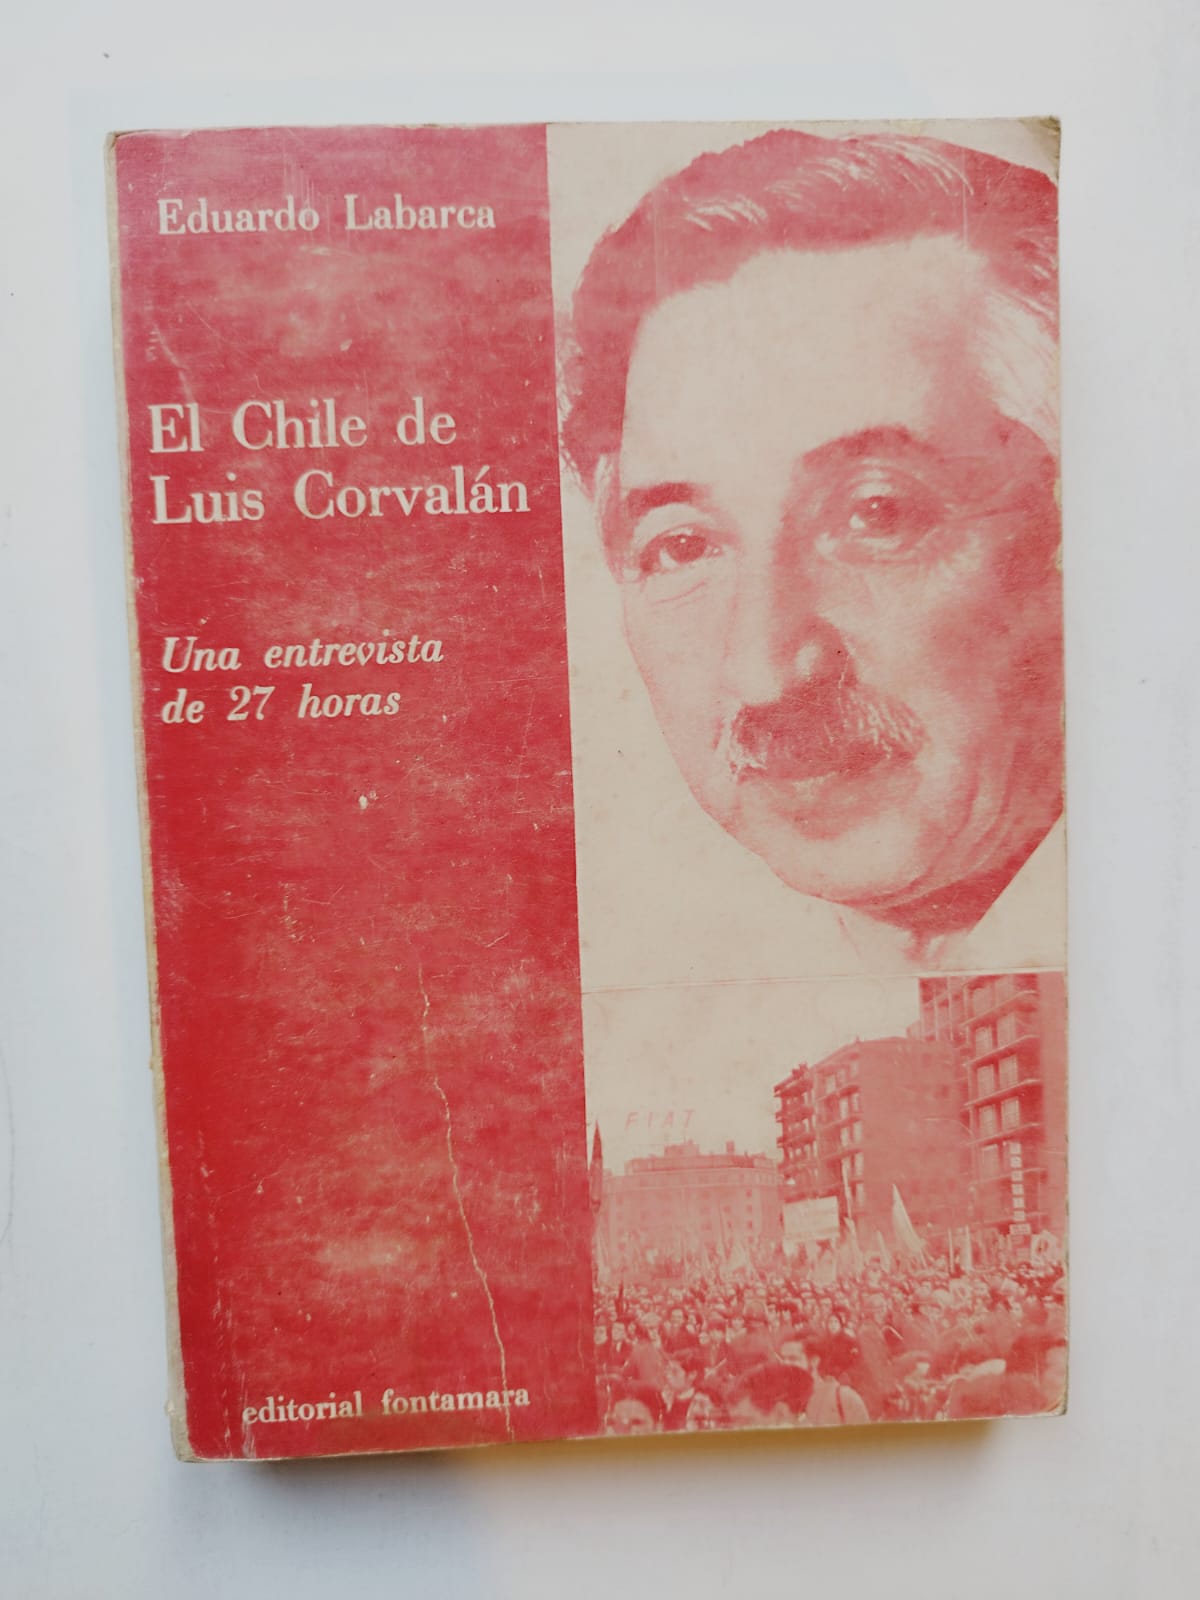 Eduardo Labarca
El Chile de
Luis Corvalán
Una entrevista
de 27 horas
FIAT
editorial fontamara